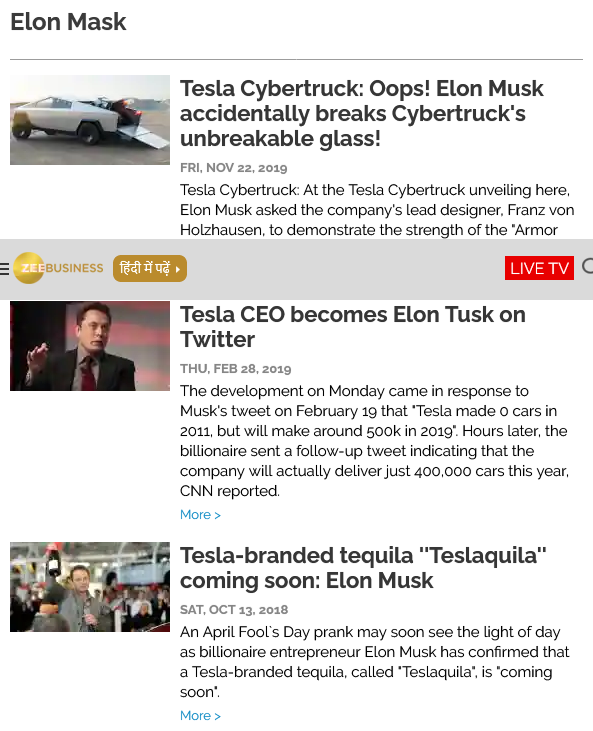 Elon Mask
Tesla Cybertruck: Oops! Elon Musk
accidentally breaks Cybertruck's
unbreakable glass!
FRI, NOV 22, 2019
Tesla Cybertruck: At the Tesla Cybertruck unveiling here,
Elon Musk asked the company's lead designer, Franz von
Holzhausen, to demonstrate the strength of the "Armor
ZEEBUSINESS
हिंदी में पढ़ें
LIVE TV
Tesla CEO becomes Elon Tusk on
Twitter
THU, FEB 28, 2019
The development on Monday came in response to
Musk's tweet on February 19 that "Tesla made 0 cars in
2011, but will make around 500k in 2019". Hours later, the
billionaire sent a follow-up tweet indicating that the
company will actually deliver just 400,000 cars this year,
CNN reported.
More >
Tesla-branded tequila ''Teslaquila''
coming soon: Elon Musk
SAT, OCT 13, 2018
An April Fool`s Day prank may soon see the light of day
as billionaire entrepreneur Elon Musk has confirmed that
a Tesla-branded tequila, called "Teslaquila", is "coming
soon".
More >